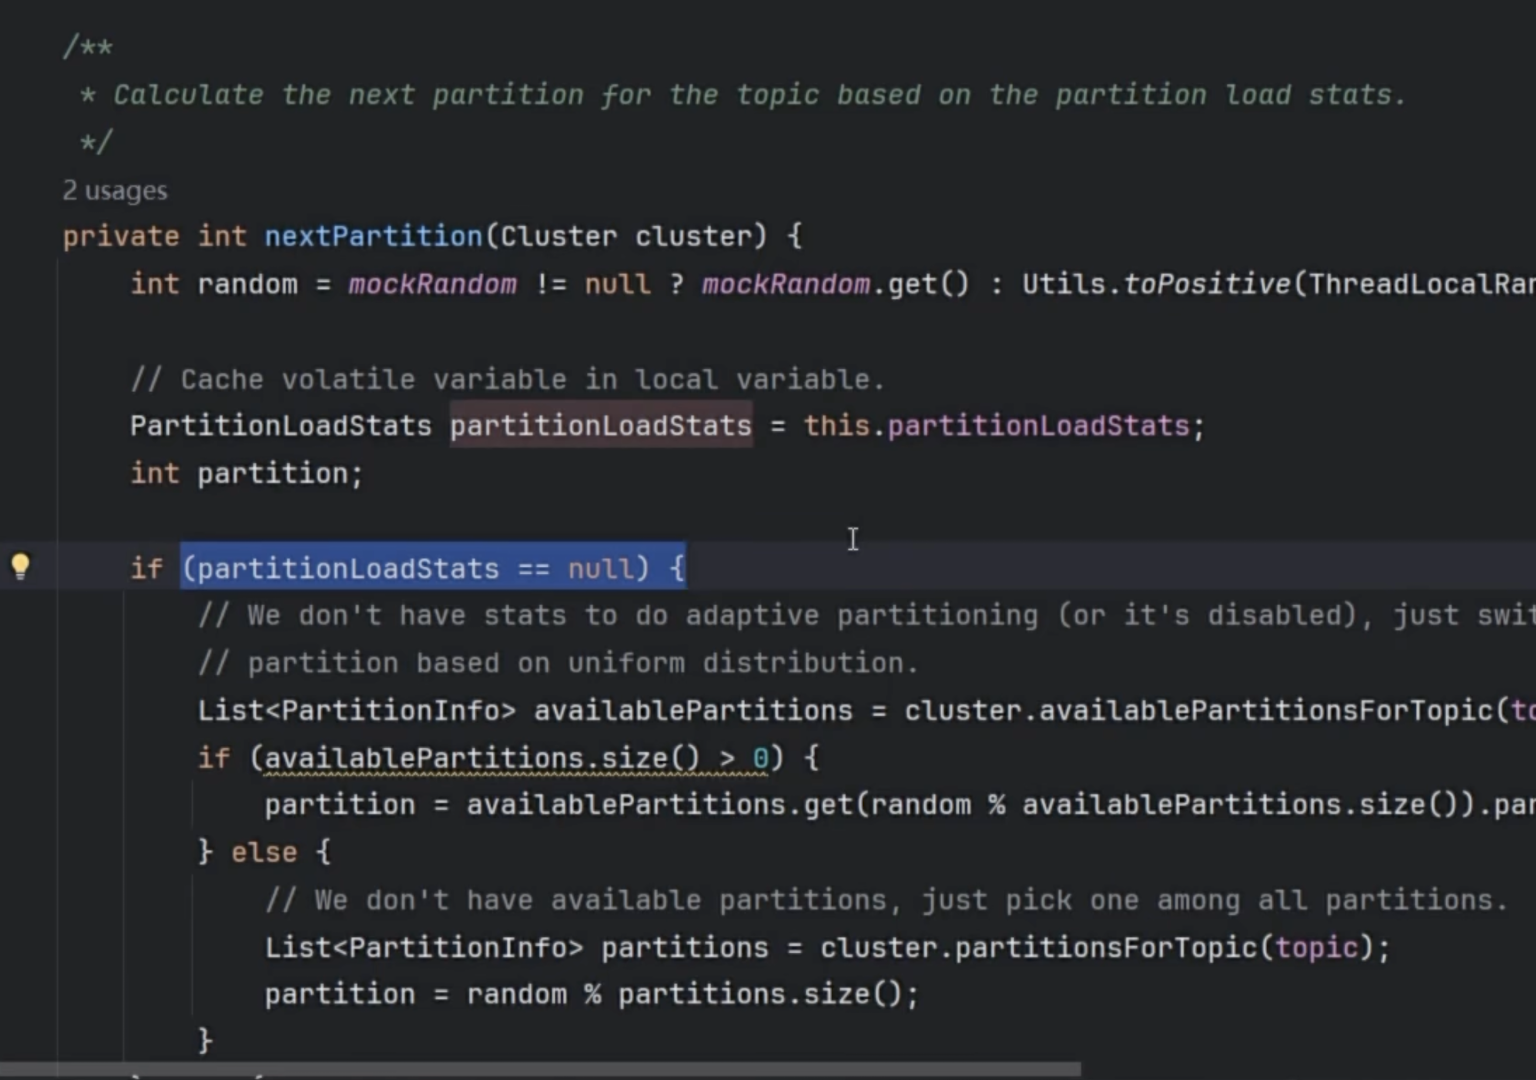 /**
* Calculate the next partition for the topic based on the partition load stats.
*/
2 usages
private int nextPartition(Cluster cluster) {
int random = mockRandom != null ? mockRandom.get() : Utils.toPositive(ThreadLocalRan
// Cache volatile variable in local variable.
PartitionLoadStats partitionLoadStats = this.partitionLoadStats;
int partition;
if (partitionLoadStats == null) {
// We don't have stats to do adaptive partitioning (or it's disabled), just swit
// partition based on uniform distribution.
List<PartitionInfo> availablePartitions = cluster.availablePartitionsForTopic(to
if (availablePartitions.size() > 0) {
partition = availablePartitions.get(random % availablePartitions.size()).par
} else {
// We don't have available partitions, just pick one among all partitions.
List<PartitionInfo> partitions = cluster.partitionsForTopic(topic);
partition = random % partitions.size();
}